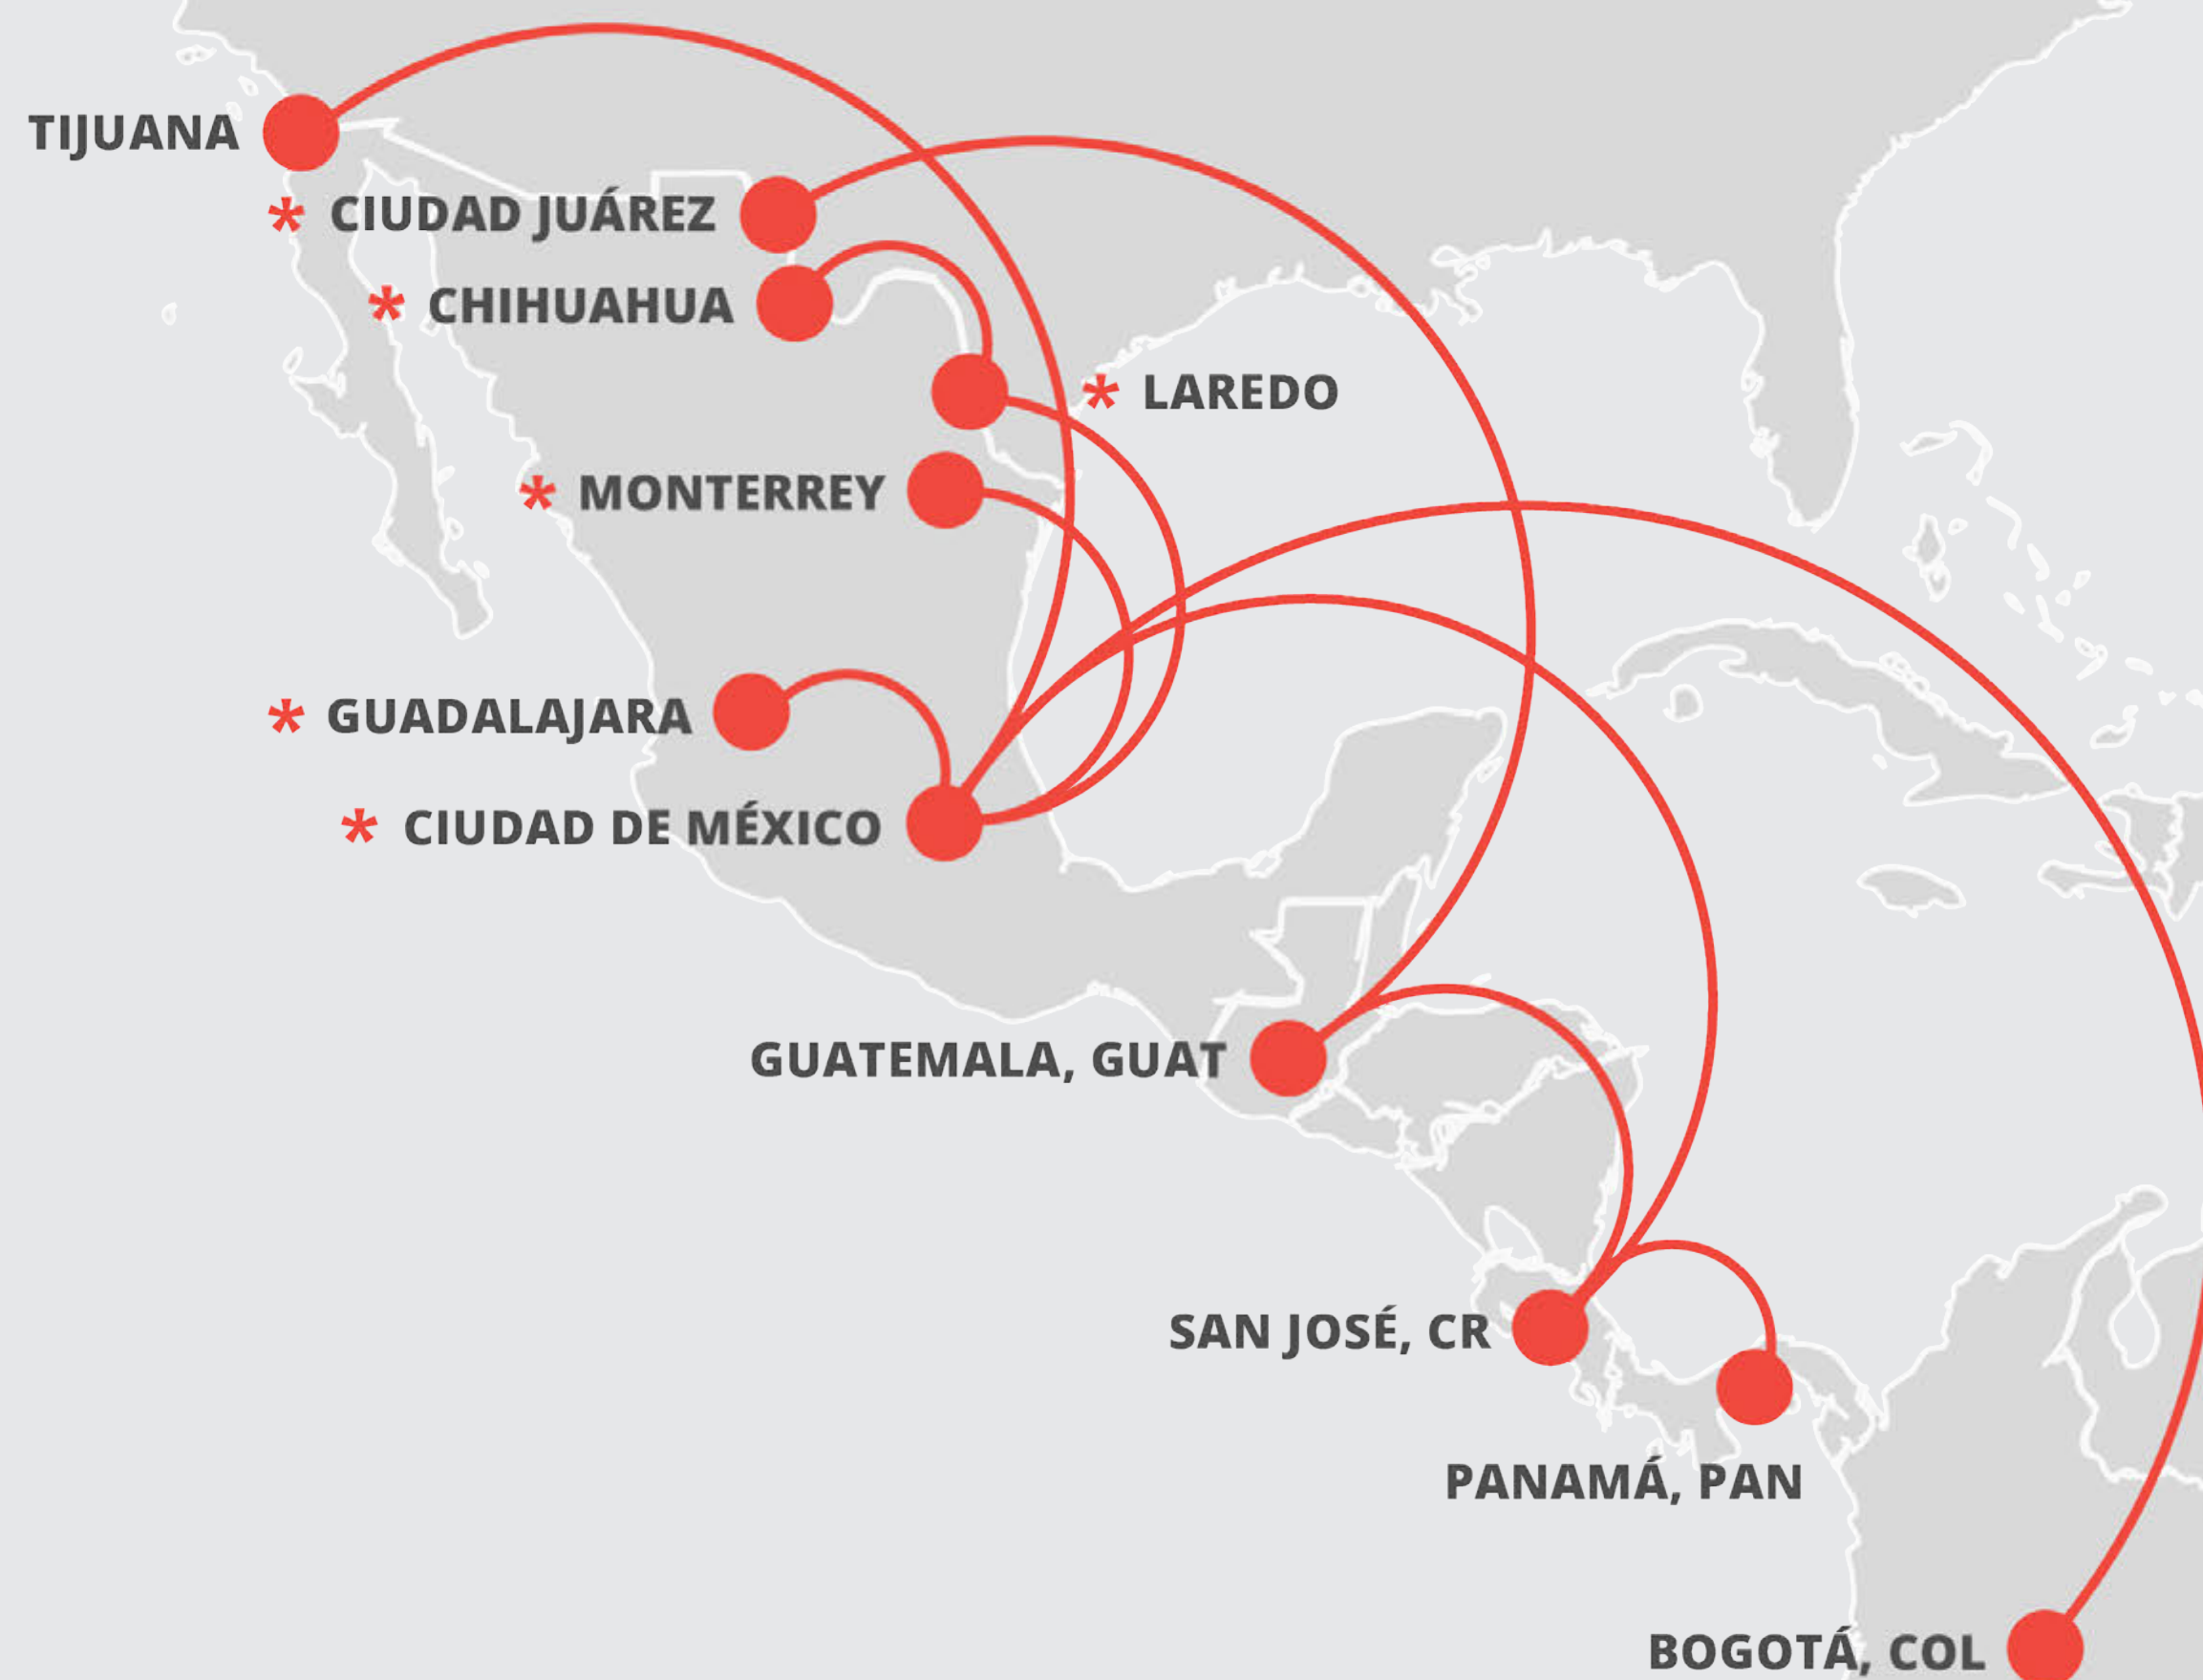 TIJUANA
* CIUDAD JUÁREZ
* CHIHUAHUA
* LAREDO
* MONTERREY
* GUADALAJARA
* CIUDAD DE MÉXICO
GUATEMALA, GUAT
SAN JOSÉ, CR
PANAMÁ, PAN
BOGOTÁ, COL